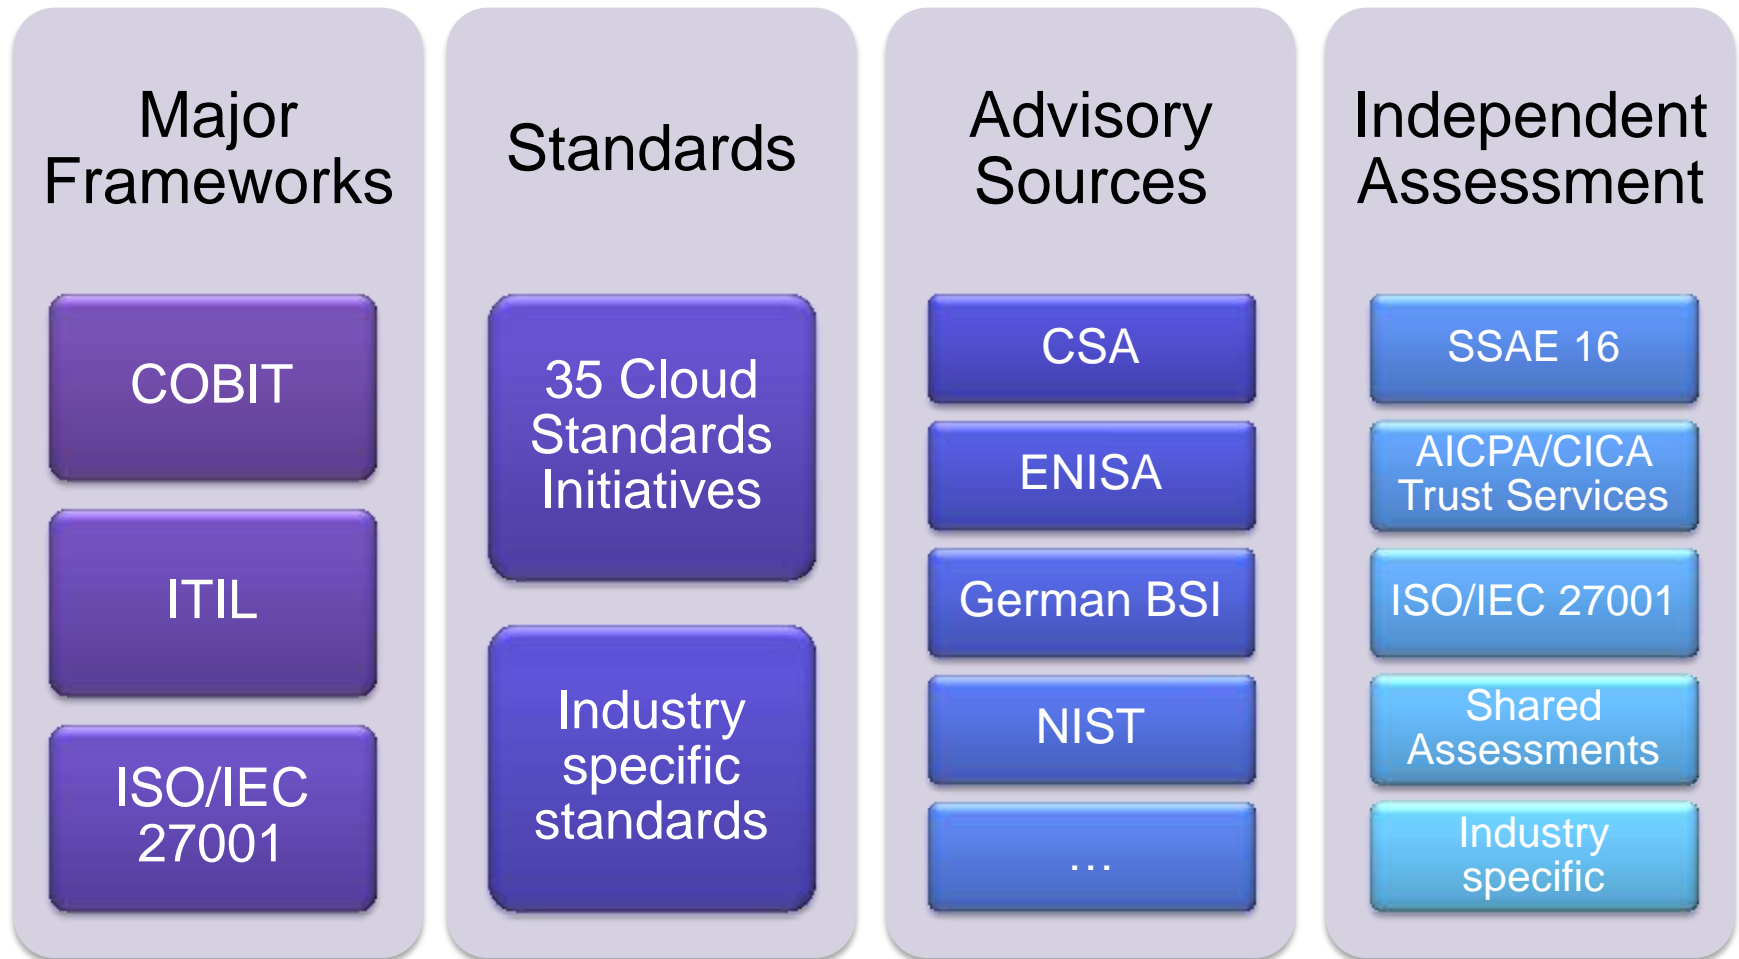 Major
Frameworks
COBIT
ITIL
ISO/IEC
27001
Standards
35 Cloud
Standards
Initiatives
Industry
specific
standards
Advisory
Sources
CSA
ENISA
German BSI
NIST
…
Independent
Assessment
SSAE 16
AICPA/CICA
Trust Services
ISO/IEC 27001
Shared
Assessments
Industry
specific